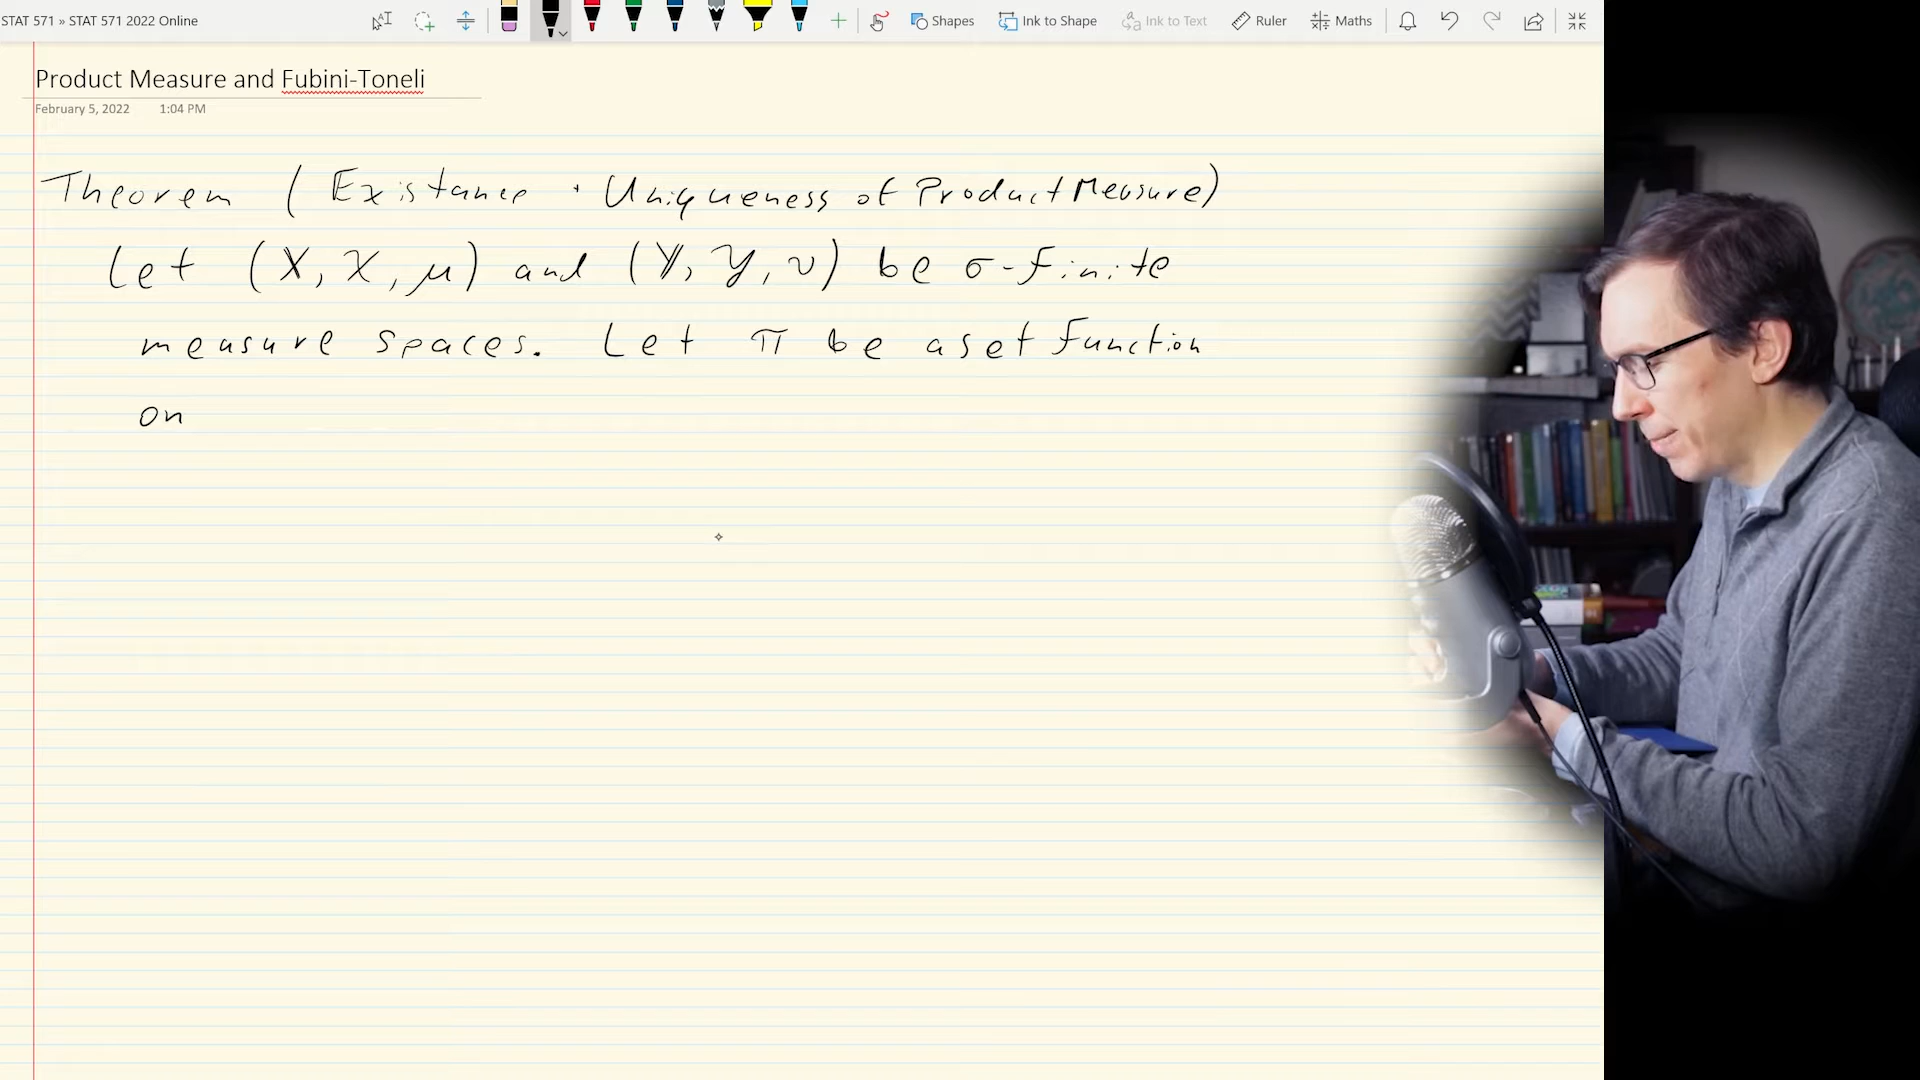 STAT 571 » STAT 571 2022 Online
Shapes
Ink to Shape
Ink to Text
Ruler
Maths
Product Measure and Fubini-Toneli
February 5, 2022 1:04 PM
Theorem ( Existance + Uniqueness of Product Measure)
Let (𝕏, 𝒳, μ) and (𝕐, 𝒴, ν) be σ-finite
measure spaces. Let π be a set function
on